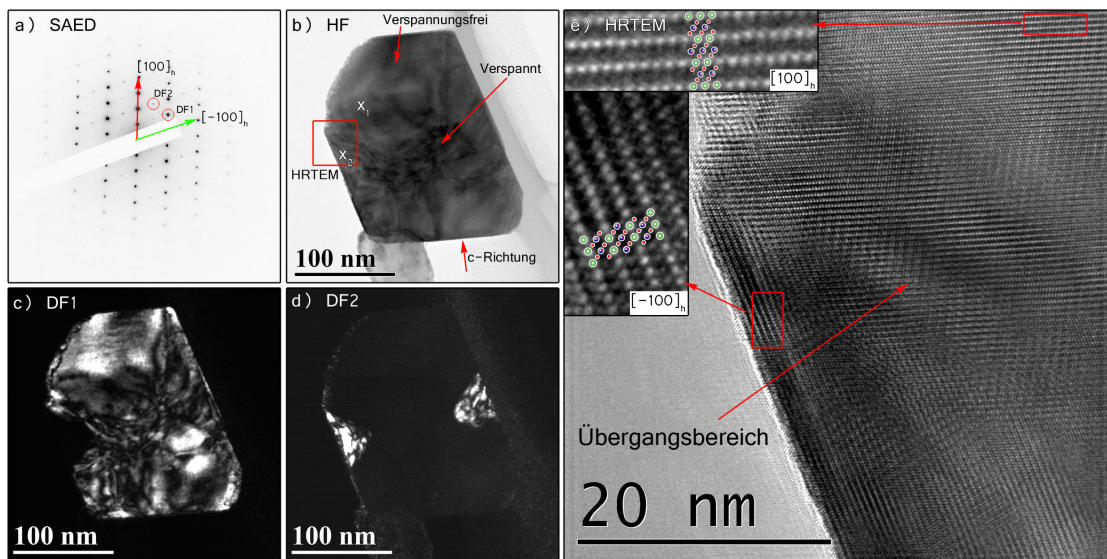 a) SAED
[100]h
DF2
DF1
[-100]h
b) HF
Verspannungsfrei
Verspannt
X1
X2
HRTEM
c-Richtung
100 nm
c) DF1
100 nm
d) DF2
100 nm
e) HRTEM
[100]h
[-100]h
Übergangsbereich
20 nm